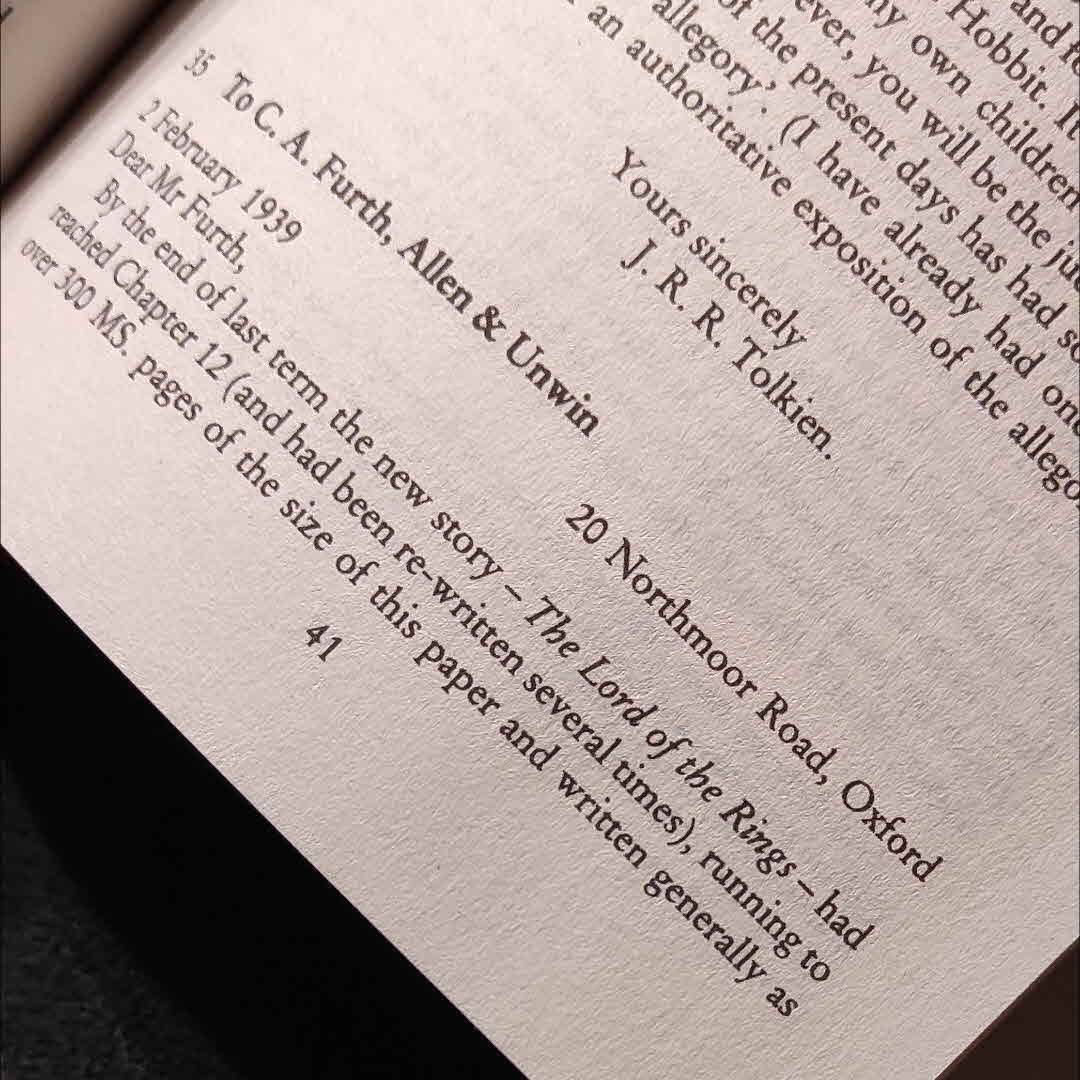 and
Hobbit. It
my own children
you will be the
of the present days has had
allegory'. (I have already had
an authoritative exposition of the
Yours sincerely
J. R. R. Tolkien.
35 To C. A. Furth, Allen & Unwin
2 February 1939 20 Northmoor Road, Oxford
Dear Mr Furth,
By the end of last term the new story – The Lord of the Rings – had
reached Chapter 12 (and had been re-written several times), running to
over 300 MS. pages of the size of this paper and written generally as
41